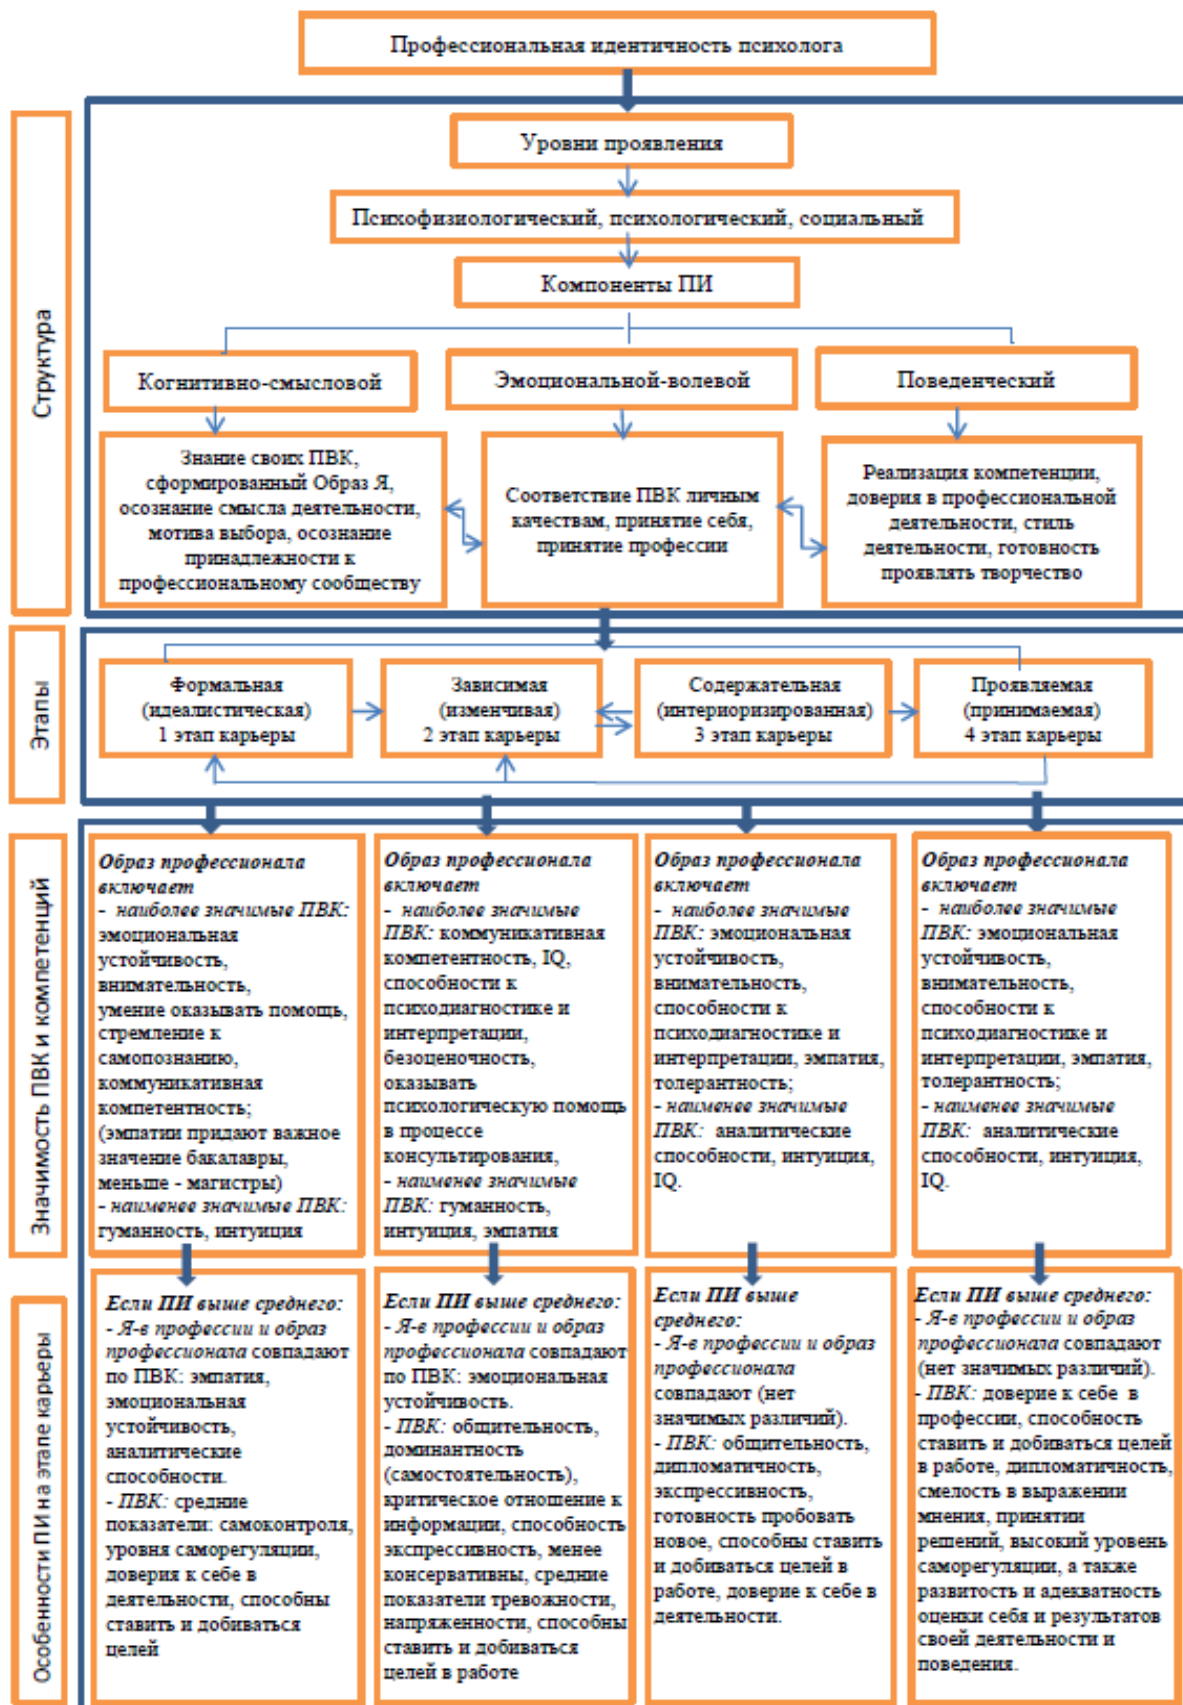 Профессиональная идентичность психолога
Структура
Уровни проявления
Психофизиологический, психологический, социальный
Компоненты ПИ
Когнитивно-смысловой
Эмоциональной-волевой
Поведенческий
Знание своих ПВК,
сформированный Образ Я,
осознание смысла деятельности,
мотива выбора, осознание
принадлежности к
профессиональному сообществу
Соответствие ПВК личным
качествам, принятие себя,
принятие профессии
Реализация компетенции,
доверия в профессиональной
деятельности, стиль
деятельности, готовность
проявлять творчество
Этапы
Формальная
(идеалистическая)
1 этап карьеры
Зависимая
(изменчивая)
2 этап карьеры
Содержательная
(интериоризированная)
3 этап карьеры
Проявляемая
(принимаемая)
4 этап карьеры
Значимость ПВК и компетенций
Образ профессионала
включает
- наиболее значимые ПВК:
эмоциональная
устойчивость,
внимательность,
умение оказывать помощь,
стремление к
самопознанию,
коммуникативная
компетентность;
(эмпатии придают важное
значение бакалавры,
меньше - магистры)
- наименее значимые ПВК:
гуманность, интуиция
Образ профессионала
включает
- наиболее значимые
ПВК: коммуникативная
компетентность, IQ,
способности к
психодиагностике и
интерпретации,
безоценочность,
оказывать
психологическую помощь
в процессе
консультирования,
- наименее значимые
ПВК: гуманность,
интуиция, эмпатия
Образ профессионала
включает
- наиболее значимые
ПВК: эмоциональная
устойчивость,
внимательность,
способности к
психодиагностике и
интерпретации, эмпатия,
толерантность;
- наименее значимые
ПВК: аналитические
способности, интуиция,
IQ.
Образ профессионала
включает
- наиболее значимые
ПВК: эмоциональная
устойчивость,
внимательность,
способности к
психодиагностике и
интерпретации, эмпатия,
толерантность;
- наименее значимые
ПВК: аналитические
способности, интуиция,
IQ.
Особенности ПИ на этапе карьеры
Если ПИ выше среднего:
- Я-в профессии и образ
профессионала совпадают
по ПВК: эмпатия,
эмоциональная
устойчивость,
аналитические
способности.
- ПВК: средние
показатели: самоконтроля,
уровня саморегуляции,
доверия к себе в
деятельности, способны
ставить и добиваться
целей
Если ПИ выше среднего:
- Я-в профессии и образ
профессионала совпадают
по ПВК: эмоциональная
устойчивость.
- ПВК: общительность,
доминантность
(самостоятельность),
критическое отношение к
информации, способность
экспрессивность, менее
консервативны, средние
показатели тревожности,
напряженности, способны
ставить и добиваться
целей в работе
Если ПИ выше
среднего:
- Я-в профессии и образ
профессионала
совпадают (нет
значимых различий).
- ПВК: общительность,
дипломатичность,
экспрессивность,
готовность пробовать
новое, способны ставить
и добиваться целей в
работе, доверие к себе в
деятельности.
Если ПИ выше среднего:
- Я-в профессии и образ
профессионала совпадают
(нет значимых различий).
- ПВК: доверие к себе в
профессии, способность
ставить и добиваться целей
в работе, дипломатичность,
смелость в выражении
мнения, принятии
решений, высокий уровень
саморегуляции, а также
развитость и адекватность
оценки себя и результатов
своей деятельности и
поведения.